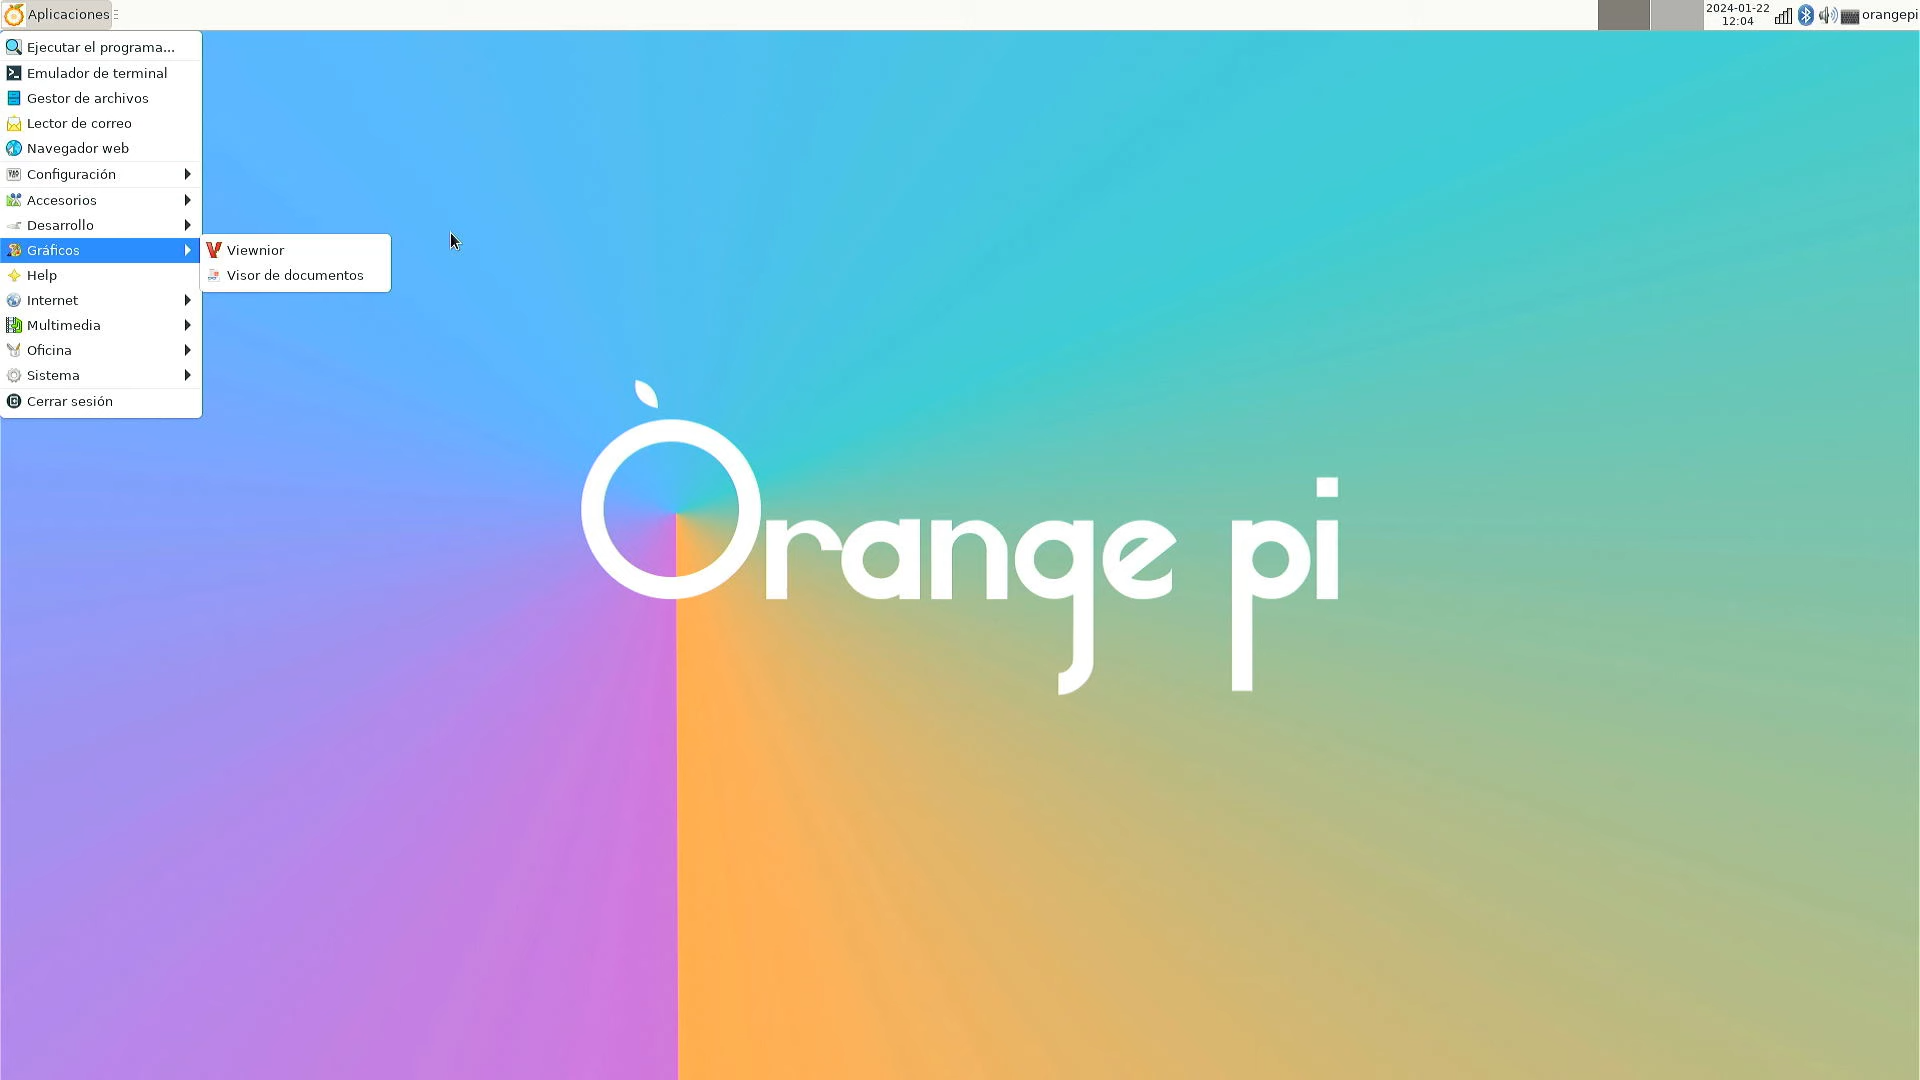 Aplicaciones
2024-01-22
12:04
orangepi
Ejecutar el programa...
Emulador de terminal
Gestor de archivos
Lector de correo
Navegador web
Configuración
Accesorios
Desarrollo
Gráficos
Viewnior
Visor de documentos
Help
Internet
Multimedia
Oficina
Sistema
Cerrar sesión
Orange pi